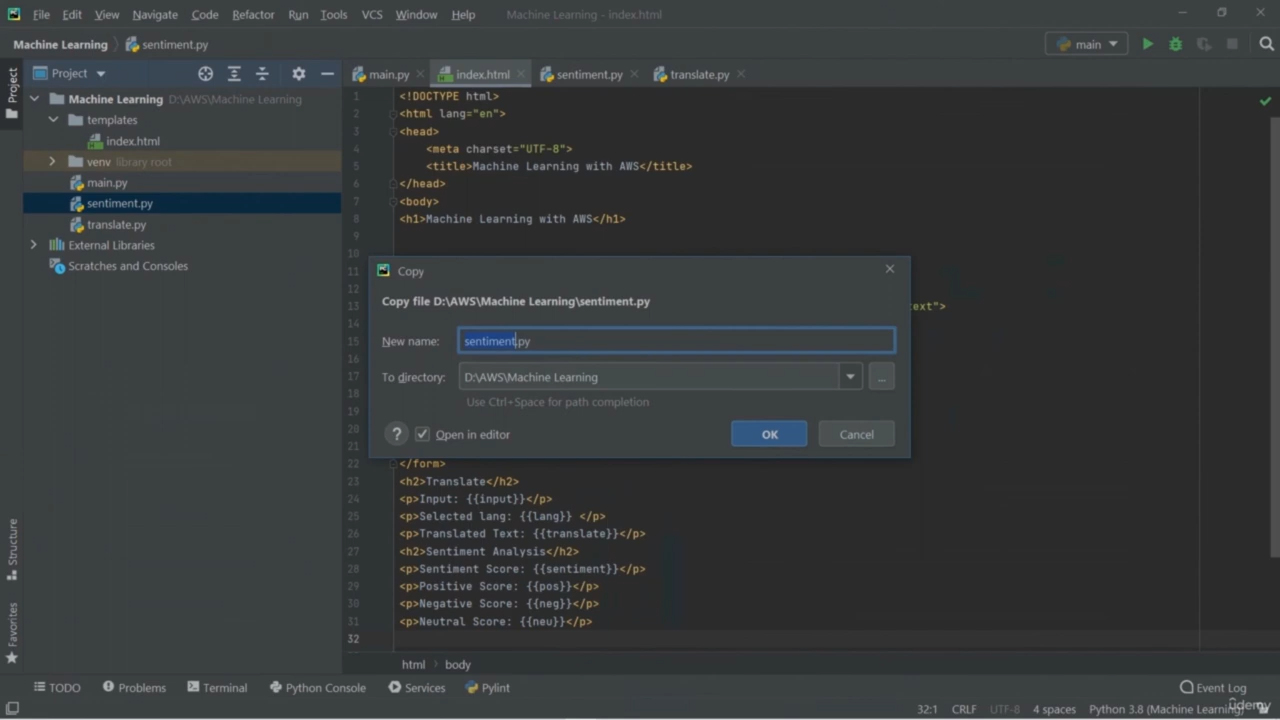 File Edit View Navigate Code Refactor Run Tools VCS Window Help Machine Learning - index.html
Machine Learning sentiment.py main
Project main.py index.html sentiment.py translate.py
Project
Machine Learning D:\AWS\Machine Learning
templates
index.html
venv library root
main.py
sentiment.py
translate.py
External Libraries
Scratches and Consoles
1 <!DOCTYPE html>
2 <html lang="en">
3 <head>
4 <meta charset="UTF-8">
5 <title>Machine Learning with AWS</title>
6 </head>
7 <body>
8 <h1>Machine Learning with AWS</h1>
9
10
11
12
13 ext">
14
15
16
17
18
19
20
21
Copy
Copy file D:\AWS\Machine Learning\sentiment.py
New name: sentiment.py
To directory: D:\AWS\Machine Learning ...
Use Ctrl+Space for path completion
? Open in editor OK Cancel
22 </form>
23 <h2>Translate</h2>
24 <p>Input: {{input}}</p>
25 <p>Selected lang: {{lang}} </p>
26 <p>Translated Text: {{translate}}</p>
27 <h2>Sentiment Analysis</h2>
28 <p>Sentiment Score: {{sentiment}}</p>
29 <p>Positive Score: {{pos}}</p>
30 <p>Negative Score: {{neg}}</p>
31 <p>Neutral Score: {{neu}}</p>
32
Structure
Favorites
html › body
TODO Problems Terminal Python Console Services Pylint Event Log
32:1 CRLF UTF-8 4 spaces Python 3.8 (Machine Learning)
udemy